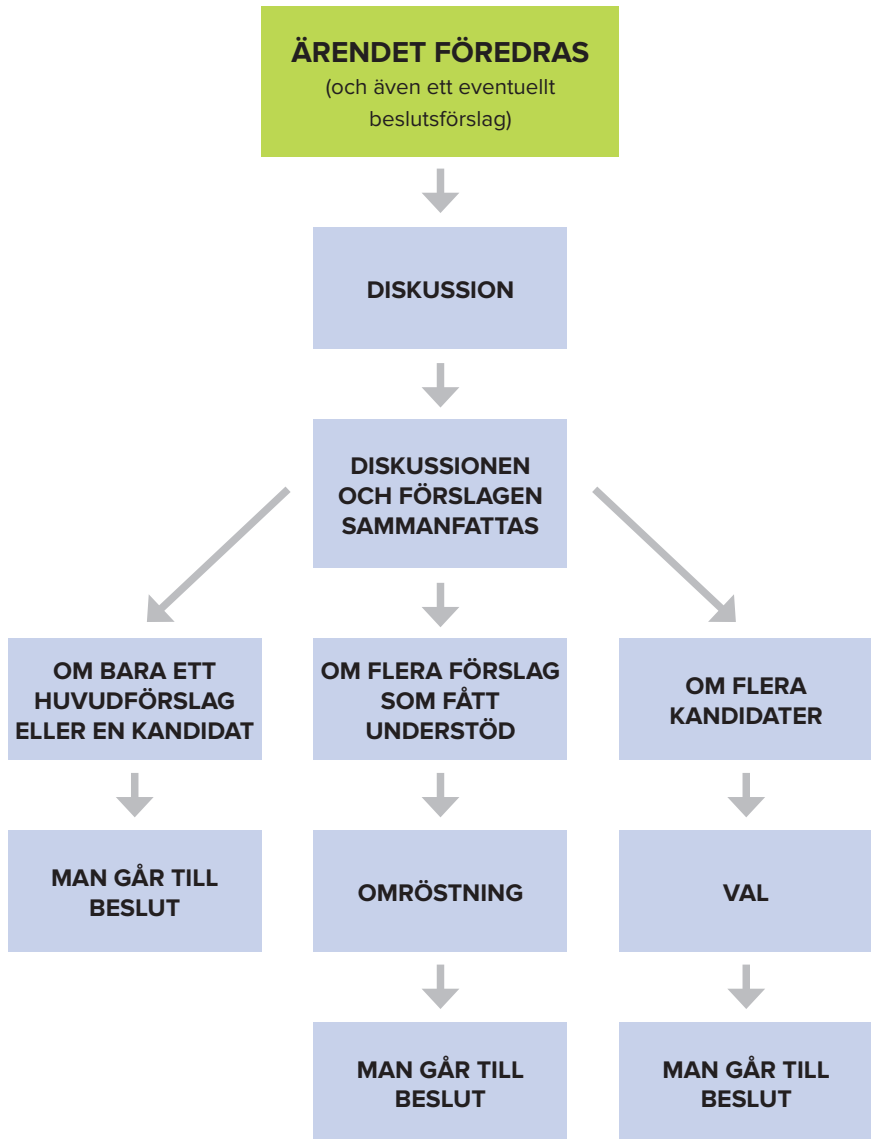 ÄRENDET FÖREDRAS
(och även ett eventuellt
beslutsförslag)
DISKUSSION
DISKUSSIONEN
OCH FÖRSLAGEN
SAMMANFATTAS
OM BARA ETT
HUVUDFÖRSLAG
ELLER EN KANDIDAT
OM FLERA FÖRSLAG
SOM FÅTT
UNDERSTÖD
OM FLERA
KANDIDATER
MAN GÅR TILL
BESLUT
OMRÖSTNING
VAL
MAN GÅR TILL
BESLUT
MAN GÅR TILL
BESLUT